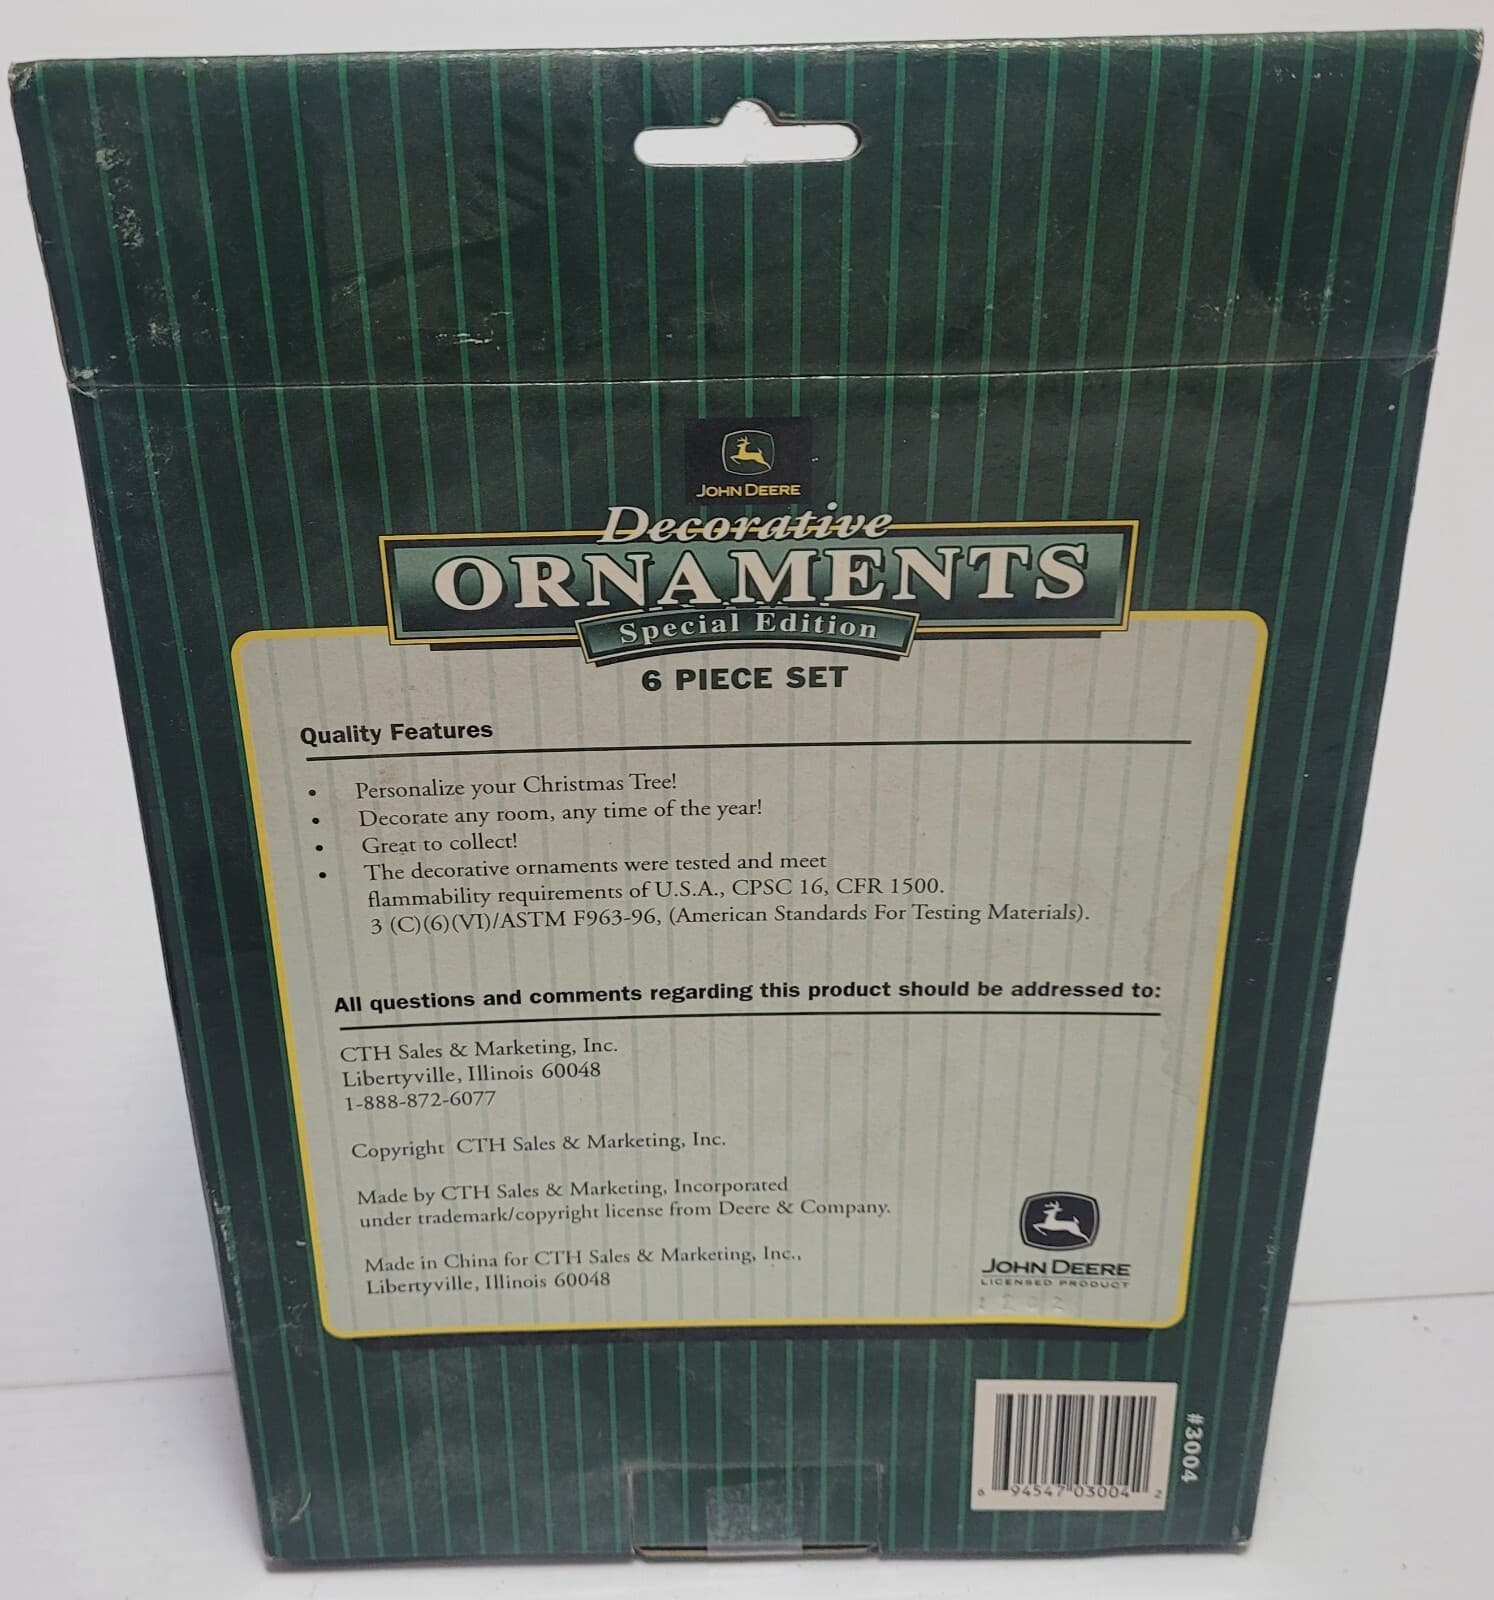 JOHN DEERE
Decorative
ORNAMENTS
Special Edition
6 PIECE SET
Quality Features
• Personalize your Christmas Tree!
• Decorate any room, any time of the year!
• Great to collect!
• The decorative ornaments were tested and meet
flammability requirements of U.S.A., CPSC 16, CFR 1500.
3 (C)(6)(VI)/ASTM F963-96, (American Standards For Testing Materials).
All questions and comments regarding this product should be addressed to:
CTH Sales & Marketing, Inc.
Libertyville, Illinois 60048
1-888-872-6077
Copyright CTH Sales & Marketing, Inc.
Made by CTH Sales & Marketing, Incorporated
under trademark/copyright license from Deere & Company.
Made in China for CTH Sales & Marketing, Inc.,
Libertyville, Illinois 60048
JOHN DEERE
LICENSED PRODUCT
6 94547 03004 2
#3004